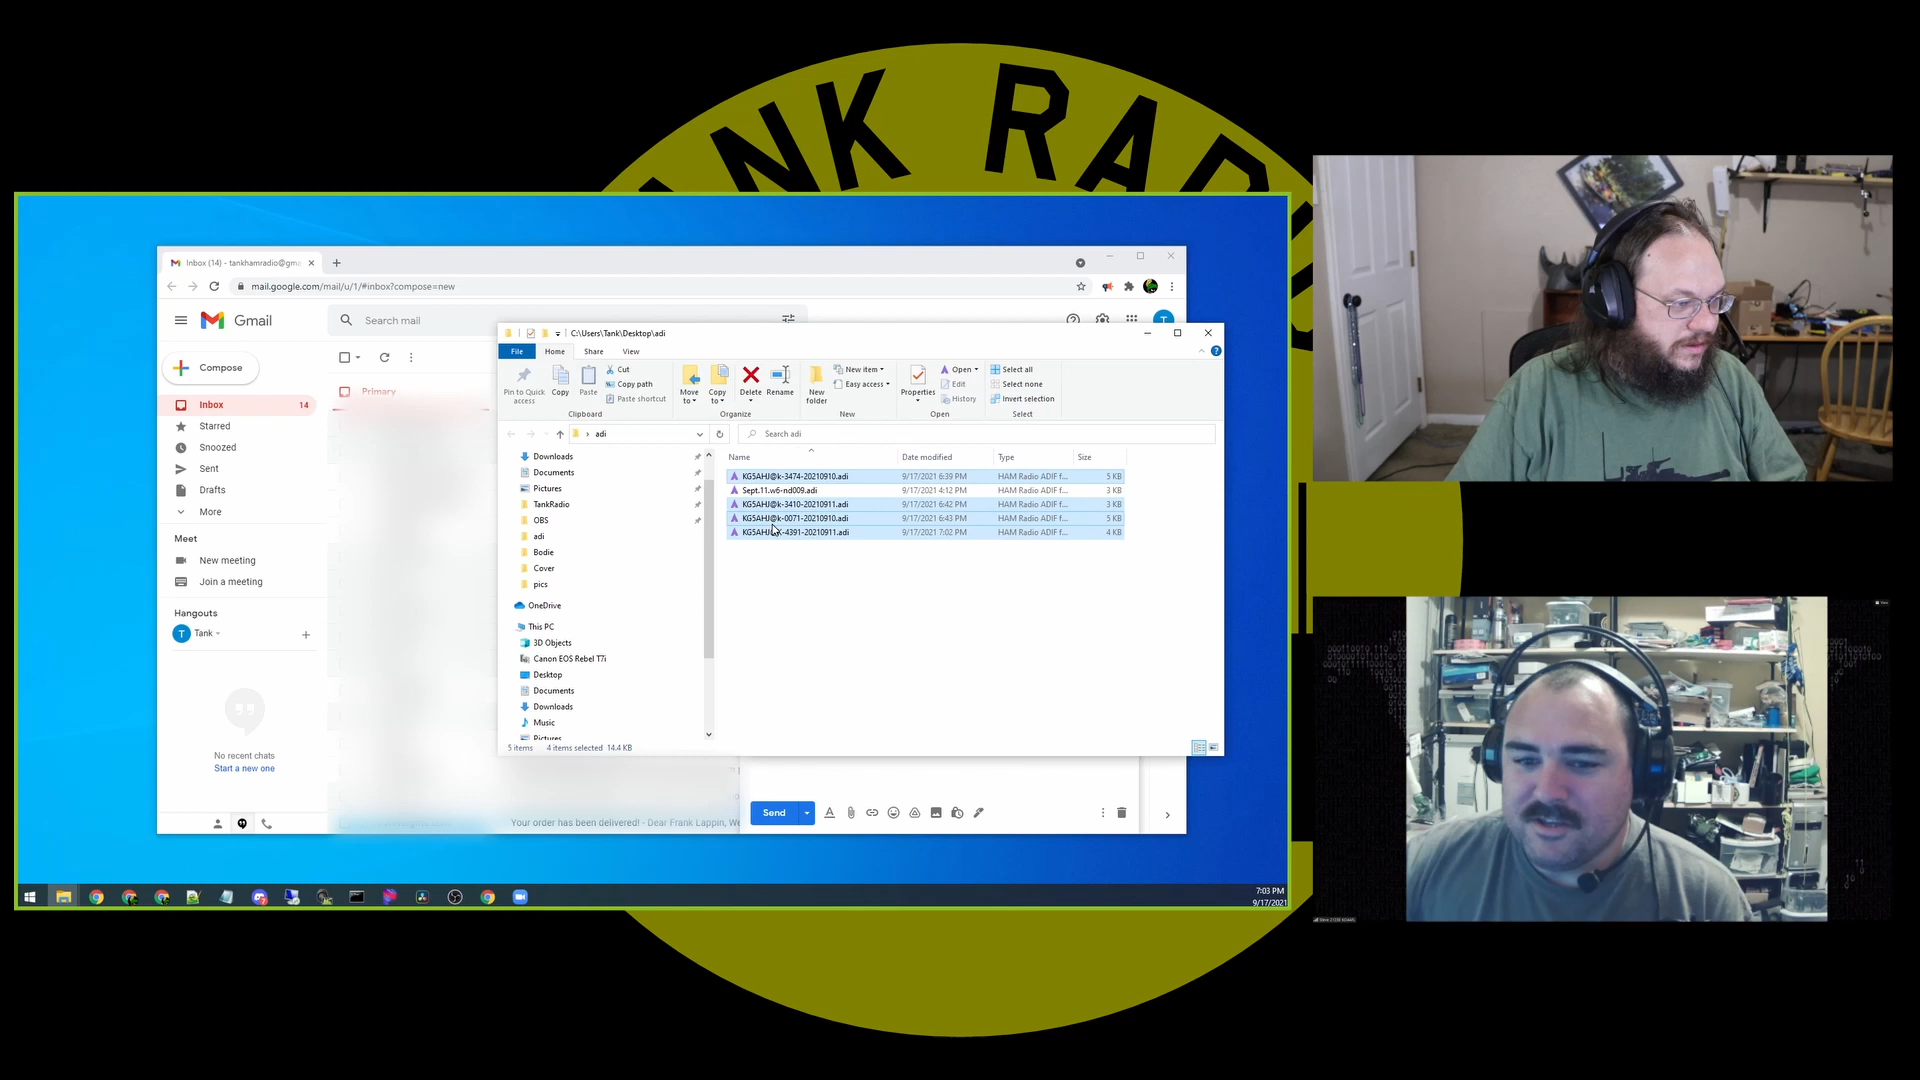 TANK RADIO
Inbox (14) - tankhamradio@gma
mail.google.com/mail/u/1/#inbox?compose=new
Gmail
Search mail
Compose
Primary
Inbox 14
Starred
Snoozed
Sent
Drafts
More
Meet
New meeting
Join a meeting
Hangouts
T Tank
No recent chats
Start a new one
T
C:\Users\Tank\Desktop\adi
File Home Share View
Pin to Quick access
Copy
Paste
Cut
Copy path
Paste shortcut
Clipboard
Move to
Copy to
Delete
Rename
Organize
New folder
New item
Easy access
New
Properties
Open
Edit
History
Open
Select all
Select none
Invert selection
Select
adi
Search adi
Downloads
Documents
Pictures
TankRadio
OBS
adi
Bodie
Cover
pics
OneDrive
This PC
3D Objects
Canon EOS Rebel T7i
Desktop
Documents
Downloads
Music
Pictures
Name Date modified Type Size
KG5AHJ@k-3474-20210910.adi 9/17/2021 6:39 PM HAM Radio ADIF f... 5 KB
Sept.11.w6-nd009.adi 9/17/2021 4:12 PM HAM Radio ADIF f... 3 KB
KG5AHJ@k-3410-20210911.adi 9/17/2021 6:42 PM HAM Radio ADIF f... 3 KB
KG5AHJ@k-0071-20210910.adi 9/17/2021 6:43 PM HAM Radio ADIF f... 5 KB
KG5AHJ@k-4391-20210911.adi 9/17/2021 7:02 PM HAM Radio ADIF f... 4 KB
5 items 4 items selected 14.4 KB
Send
Your order has been delivered! - Dear Frank Lappin, We
7:03 PM
9/17/2021